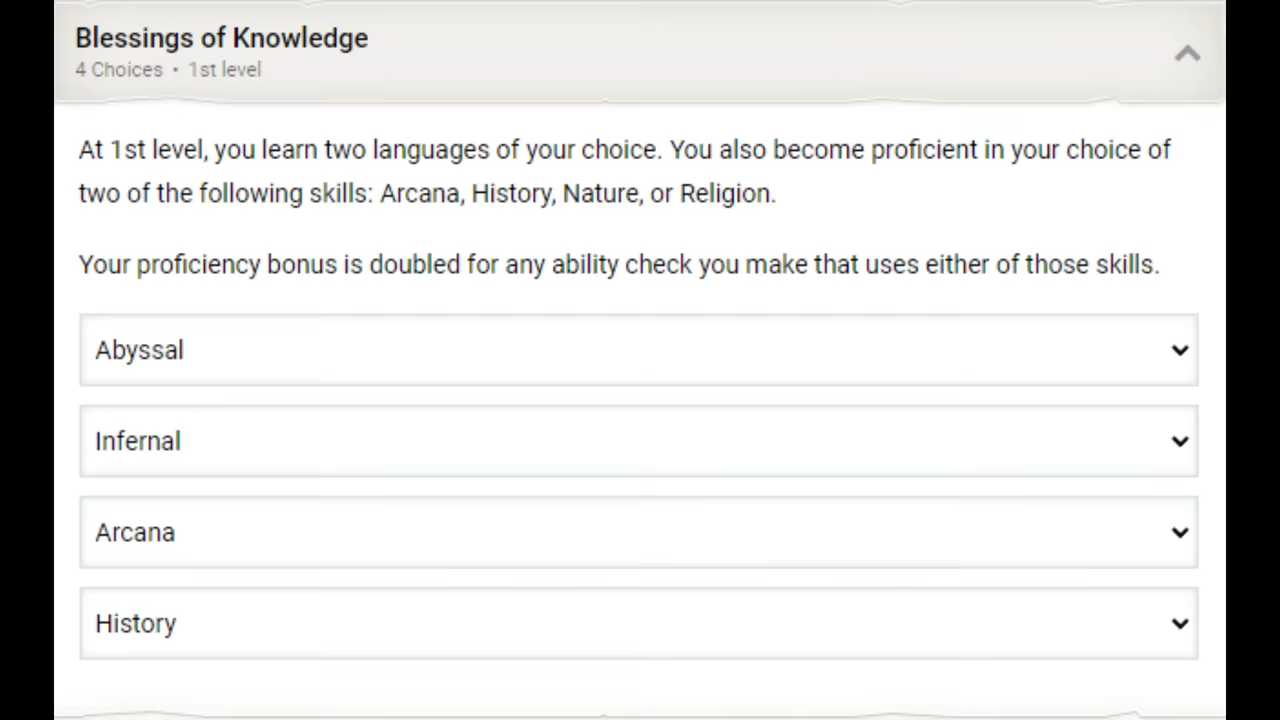 Blessings of Knowledge
4 Choices • 1st level
At 1st level, you learn two languages of your choice. You also become proficient in your choice of
two of the following skills: Arcana, History, Nature, or Religion.
Your proficiency bonus is doubled for any ability check you make that uses either of those skills.
Abyssal
Infernal
Arcana
History